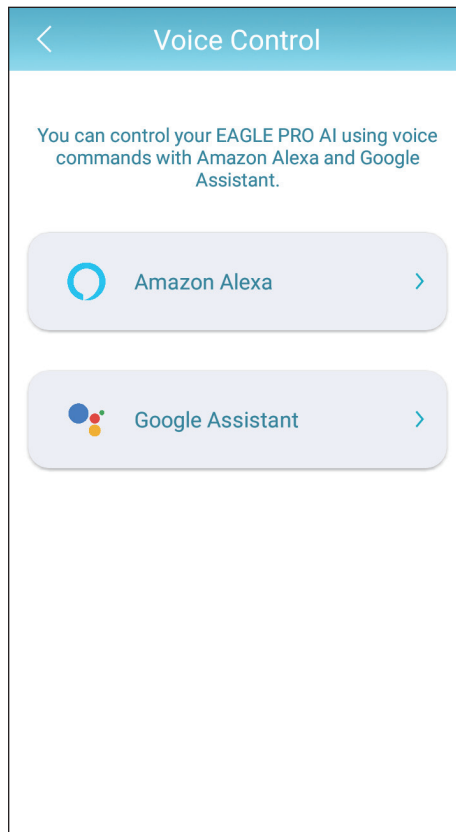 Voice Control
You can control your EAGLE PRO AI using voice
commands with Amazon Alexa and Google
Assistant.
Amazon Alexa
Google Assistant